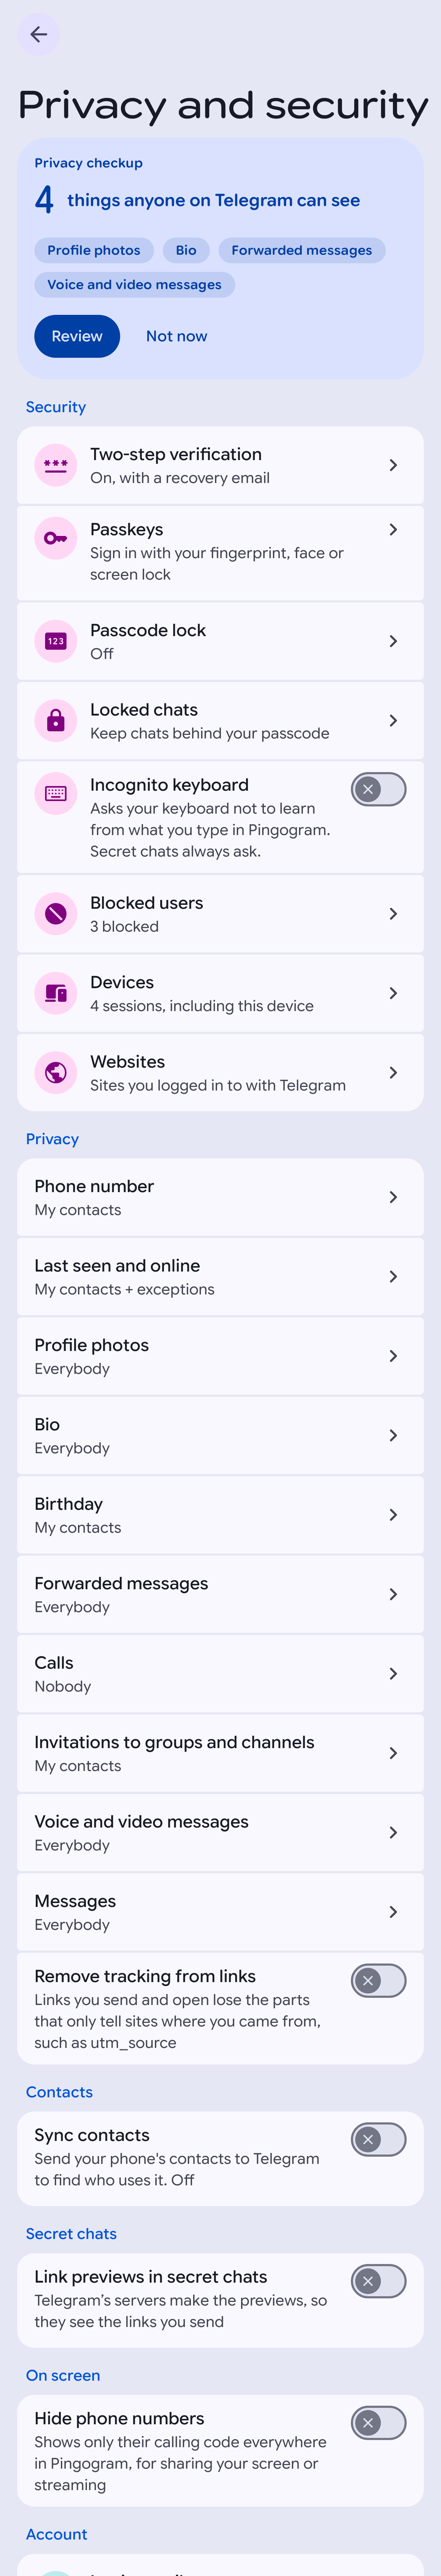 Privacy and security
Privacy checkup
4 things anyone on Telegram can see
Profile photos Bio Forwarded messages
Voice and video messages
Review Not now
Security
Two-step verification
On, with a recovery email
Passkeys
Sign in with your fingerprint, face or
screen lock
123
Passcode lock
Off
Locked chats
Keep chats behind your passcode
Incognito keyboard
Asks your keyboard not to learn
from what you type in Pingogram.
Secret chats always ask.
Blocked users
3 blocked
Devices
4 sessions, including this device
Websites
Sites you logged in to with Telegram
Privacy
Phone number
My contacts
Last seen and online
My contacts + exceptions
Profile photos
Everybody
Bio
Everybody
Birthday
My contacts
Forwarded messages
Everybody
Calls
Nobody
Invitations to groups and channels
My contacts
Voice and video messages
Everybody
Messages
Everybody
Remove tracking from links
Links you send and open lose the parts
that only tell sites where you came from,
such as utm_source
Contacts
Sync contacts
Send your phone's contacts to Telegram
to find who uses it. Off
Secret chats
Link previews in secret chats
Telegram’s servers make the previews, so
they see the links you send
On screen
Hide phone numbers
Shows only their calling code everywhere
in Pingogram, for sharing your screen or
streaming
Account